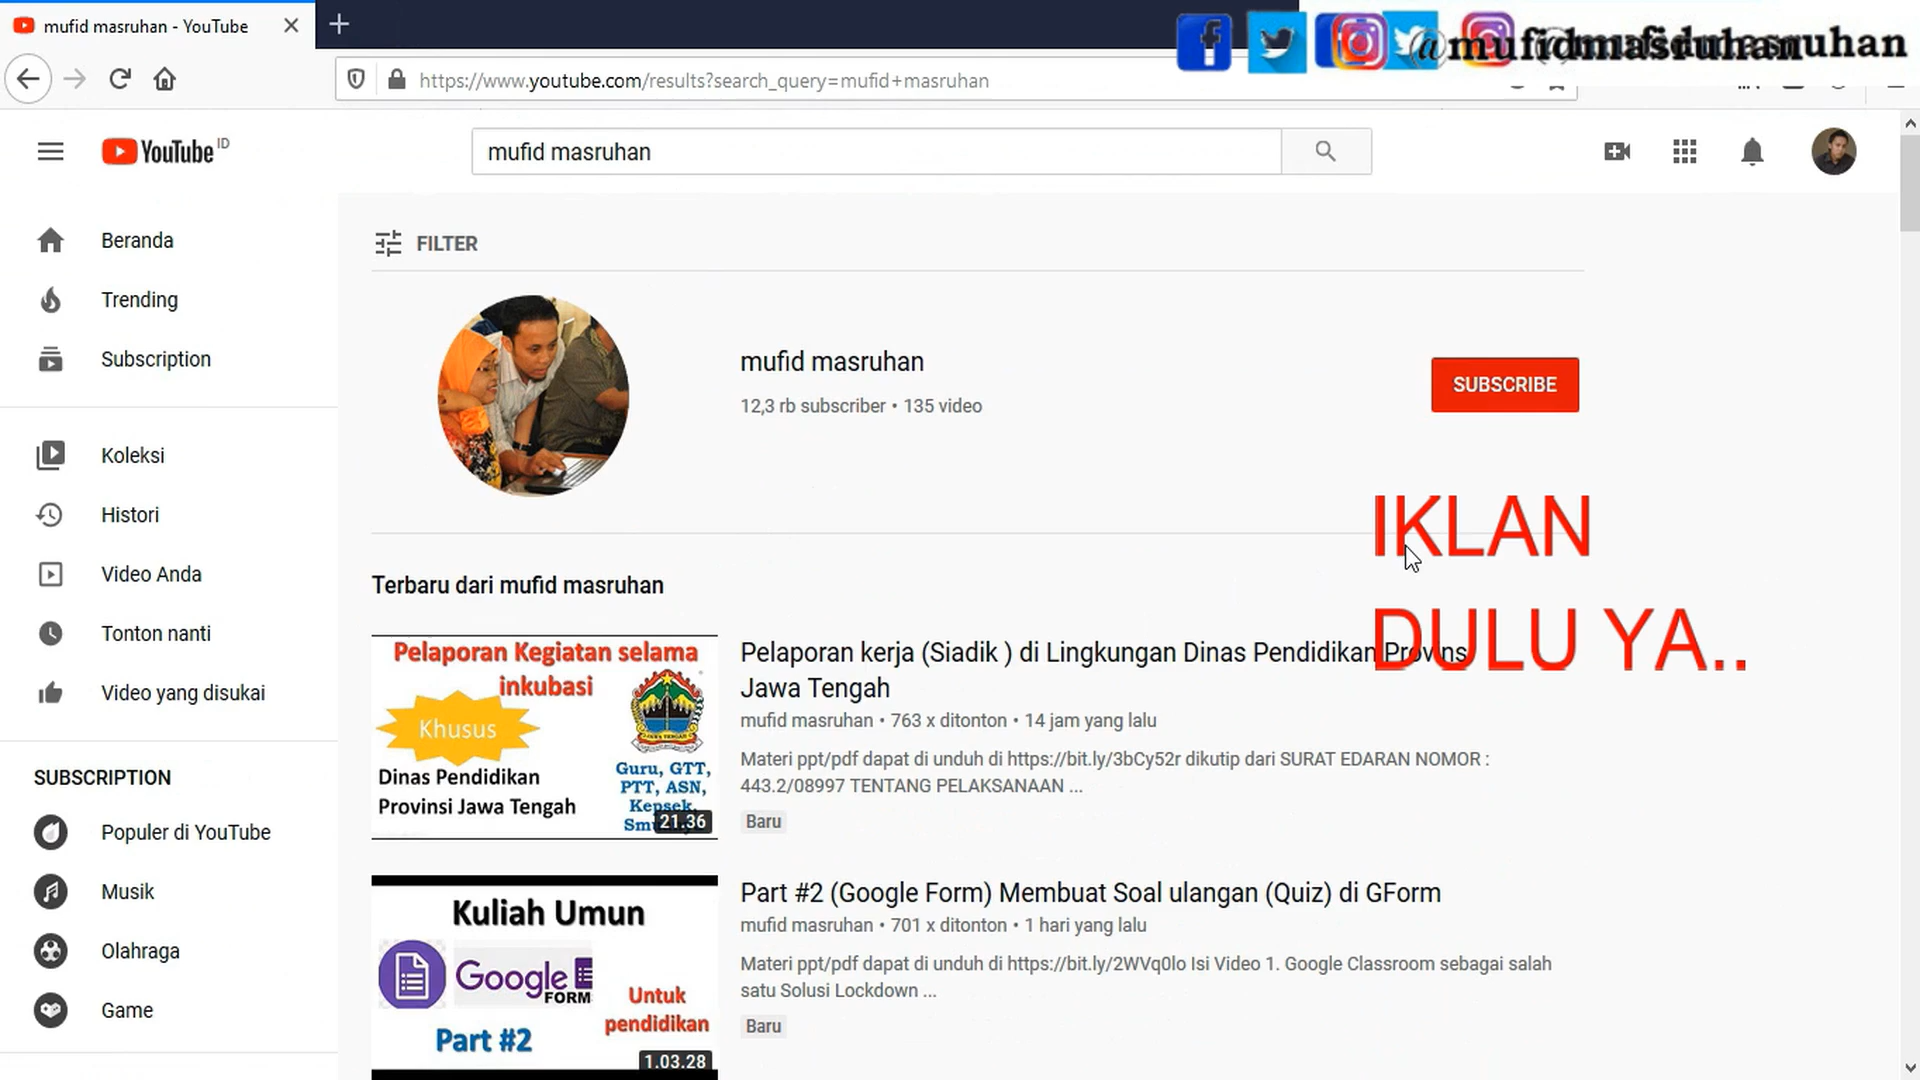 mufid masruhan - YouTube
@mufidmasruhan
https://www.youtube.com/results?search_query=mufid+masruhan
YouTube ID
mufid masruhan
Beranda
Trending
Subscription
Koleksi
Histori
Video Anda
Tonton nanti
Video yang disukai
SUBSCRIPTION
Populer di YouTube
Musik
Olahraga
Game
FILTER
mufid masruhan
12,3 rb subscriber • 135 video
SUBSCRIBE
IKLAN
DULU YA..
Terbaru dari mufid masruhan
Pelaporan Kegiatan selama
inkubasi
Khusus
Dinas Pendidikan
Provinsi Jawa Tengah
Guru, GTT,
PTT, ASN,
Kepsek,
21.36
Pelaporan kerja (Siadik ) di Lingkungan Dinas Pendidikan Provinsi
Jawa Tengah
mufid masruhan • 763 x ditonton • 14 jam yang lalu
Materi ppt/pdf dapat di unduh di https://bit.ly/3bCy52r dikutip dari SURAT EDARAN NOMOR :
443.2/08997 TENTANG PELAKSANAAN ...
Baru
Kuliah Umun
Google
FORM
Untuk
pendidikan
Part #2
1.03.28
Part #2 (Google Form) Membuat Soal ulangan (Quiz) di GForm
mufid masruhan • 701 x ditonton • 1 hari yang lalu
Materi ppt/pdf dapat di unduh di https://bit.ly/2WVq0lo Isi Video 1. Google Classroom sebagai salah
satu Solusi Lockdown ...
Baru